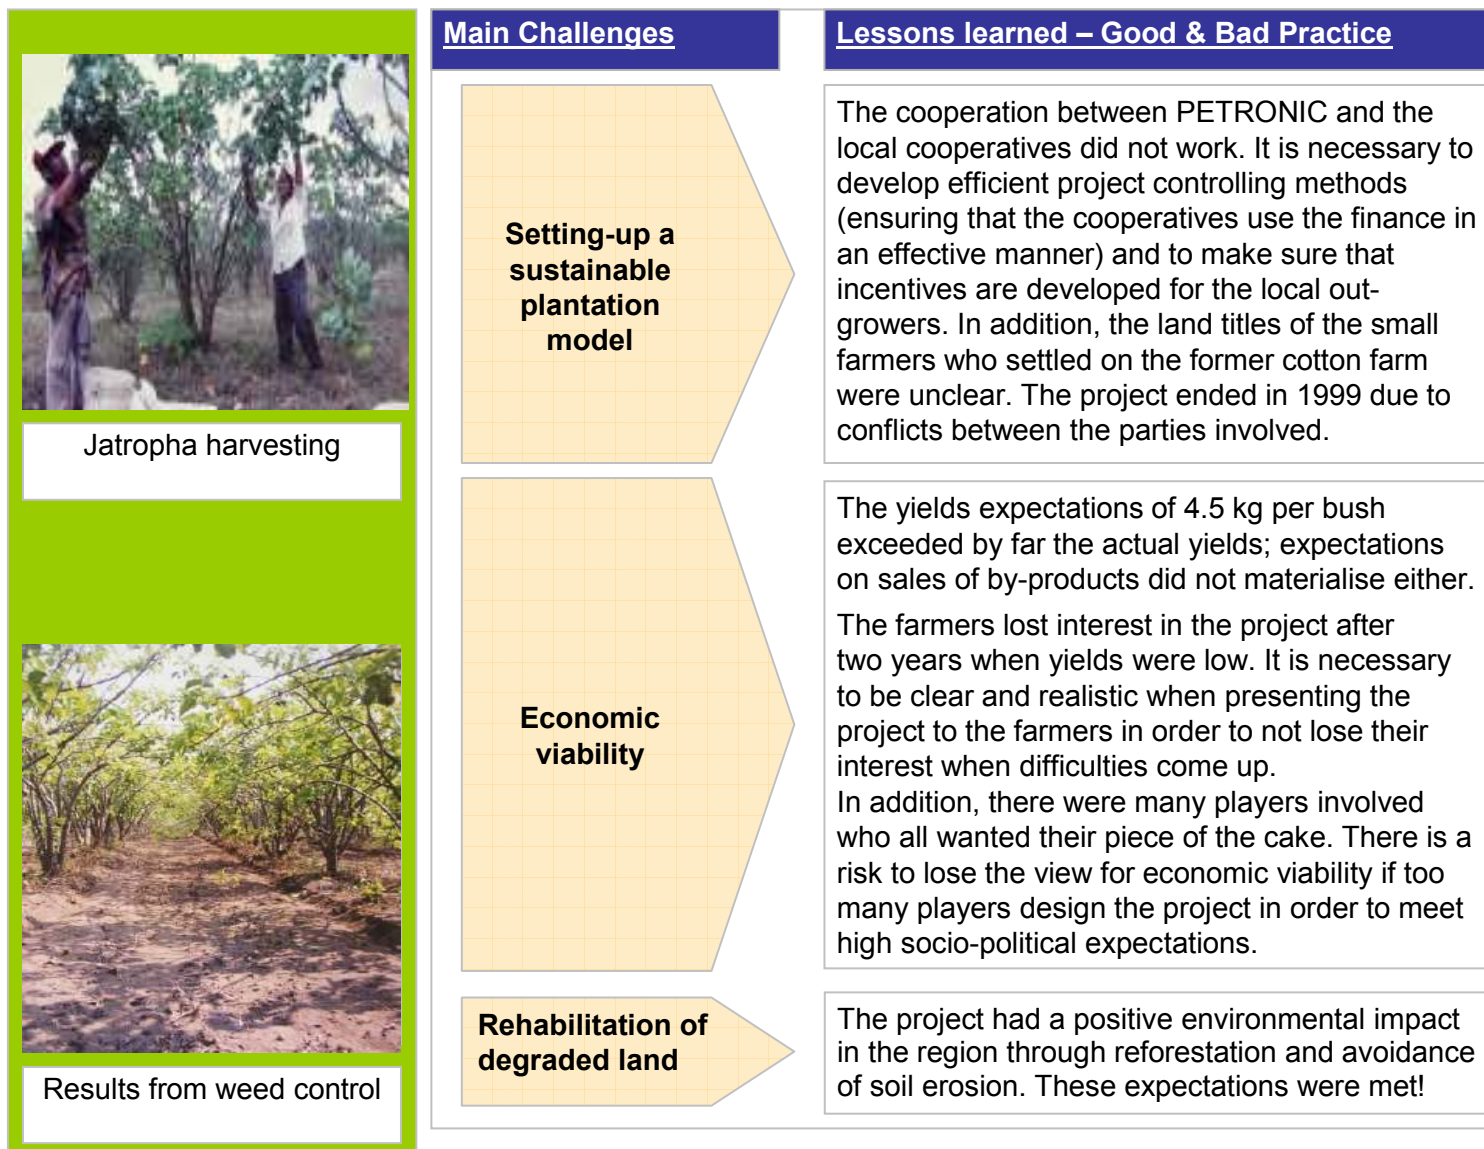 Jatropha harvesting
Results from weed control
Main Challenges
Lessons learned – Good & Bad Practice
Setting-up a
sustainable
plantation
model
The cooperation between PETRONIC and the
local cooperatives did not work. It is necessary to
develop efficient project controlling methods
(ensuring that the cooperatives use the finance in
an effective manner) and to make sure that
incentives are developed for the local out-
growers. In addition, the land titles of the small
farmers who settled on the former cotton farm
were unclear. The project ended in 1999 due to
conflicts between the parties involved.
Economic
viability
The yields expectations of 4.5 kg per bush
exceeded by far the actual yields; expectations
on sales of by-products did not materialise either.
The farmers lost interest in the project after
two years when yields were low. It is necessary
to be clear and realistic when presenting the
project to the farmers in order to not lose their
interest when difficulties come up.
In addition, there were many players involved
who all wanted their piece of the cake. There is a
risk to lose the view for economic viability if too
many players design the project in order to meet
high socio-political expectations.
Rehabilitation of
degraded land
The project had a positive environmental impact
in the region through reforestation and avoidance
of soil erosion. These expectations were met!